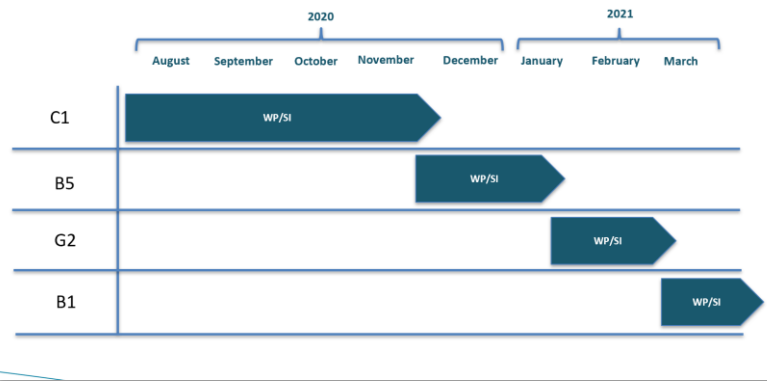 2020
2021
August September October November December January February March
C1 WP/SI
B5 WP/SI
G2 WP/SI
B1 WP/SI